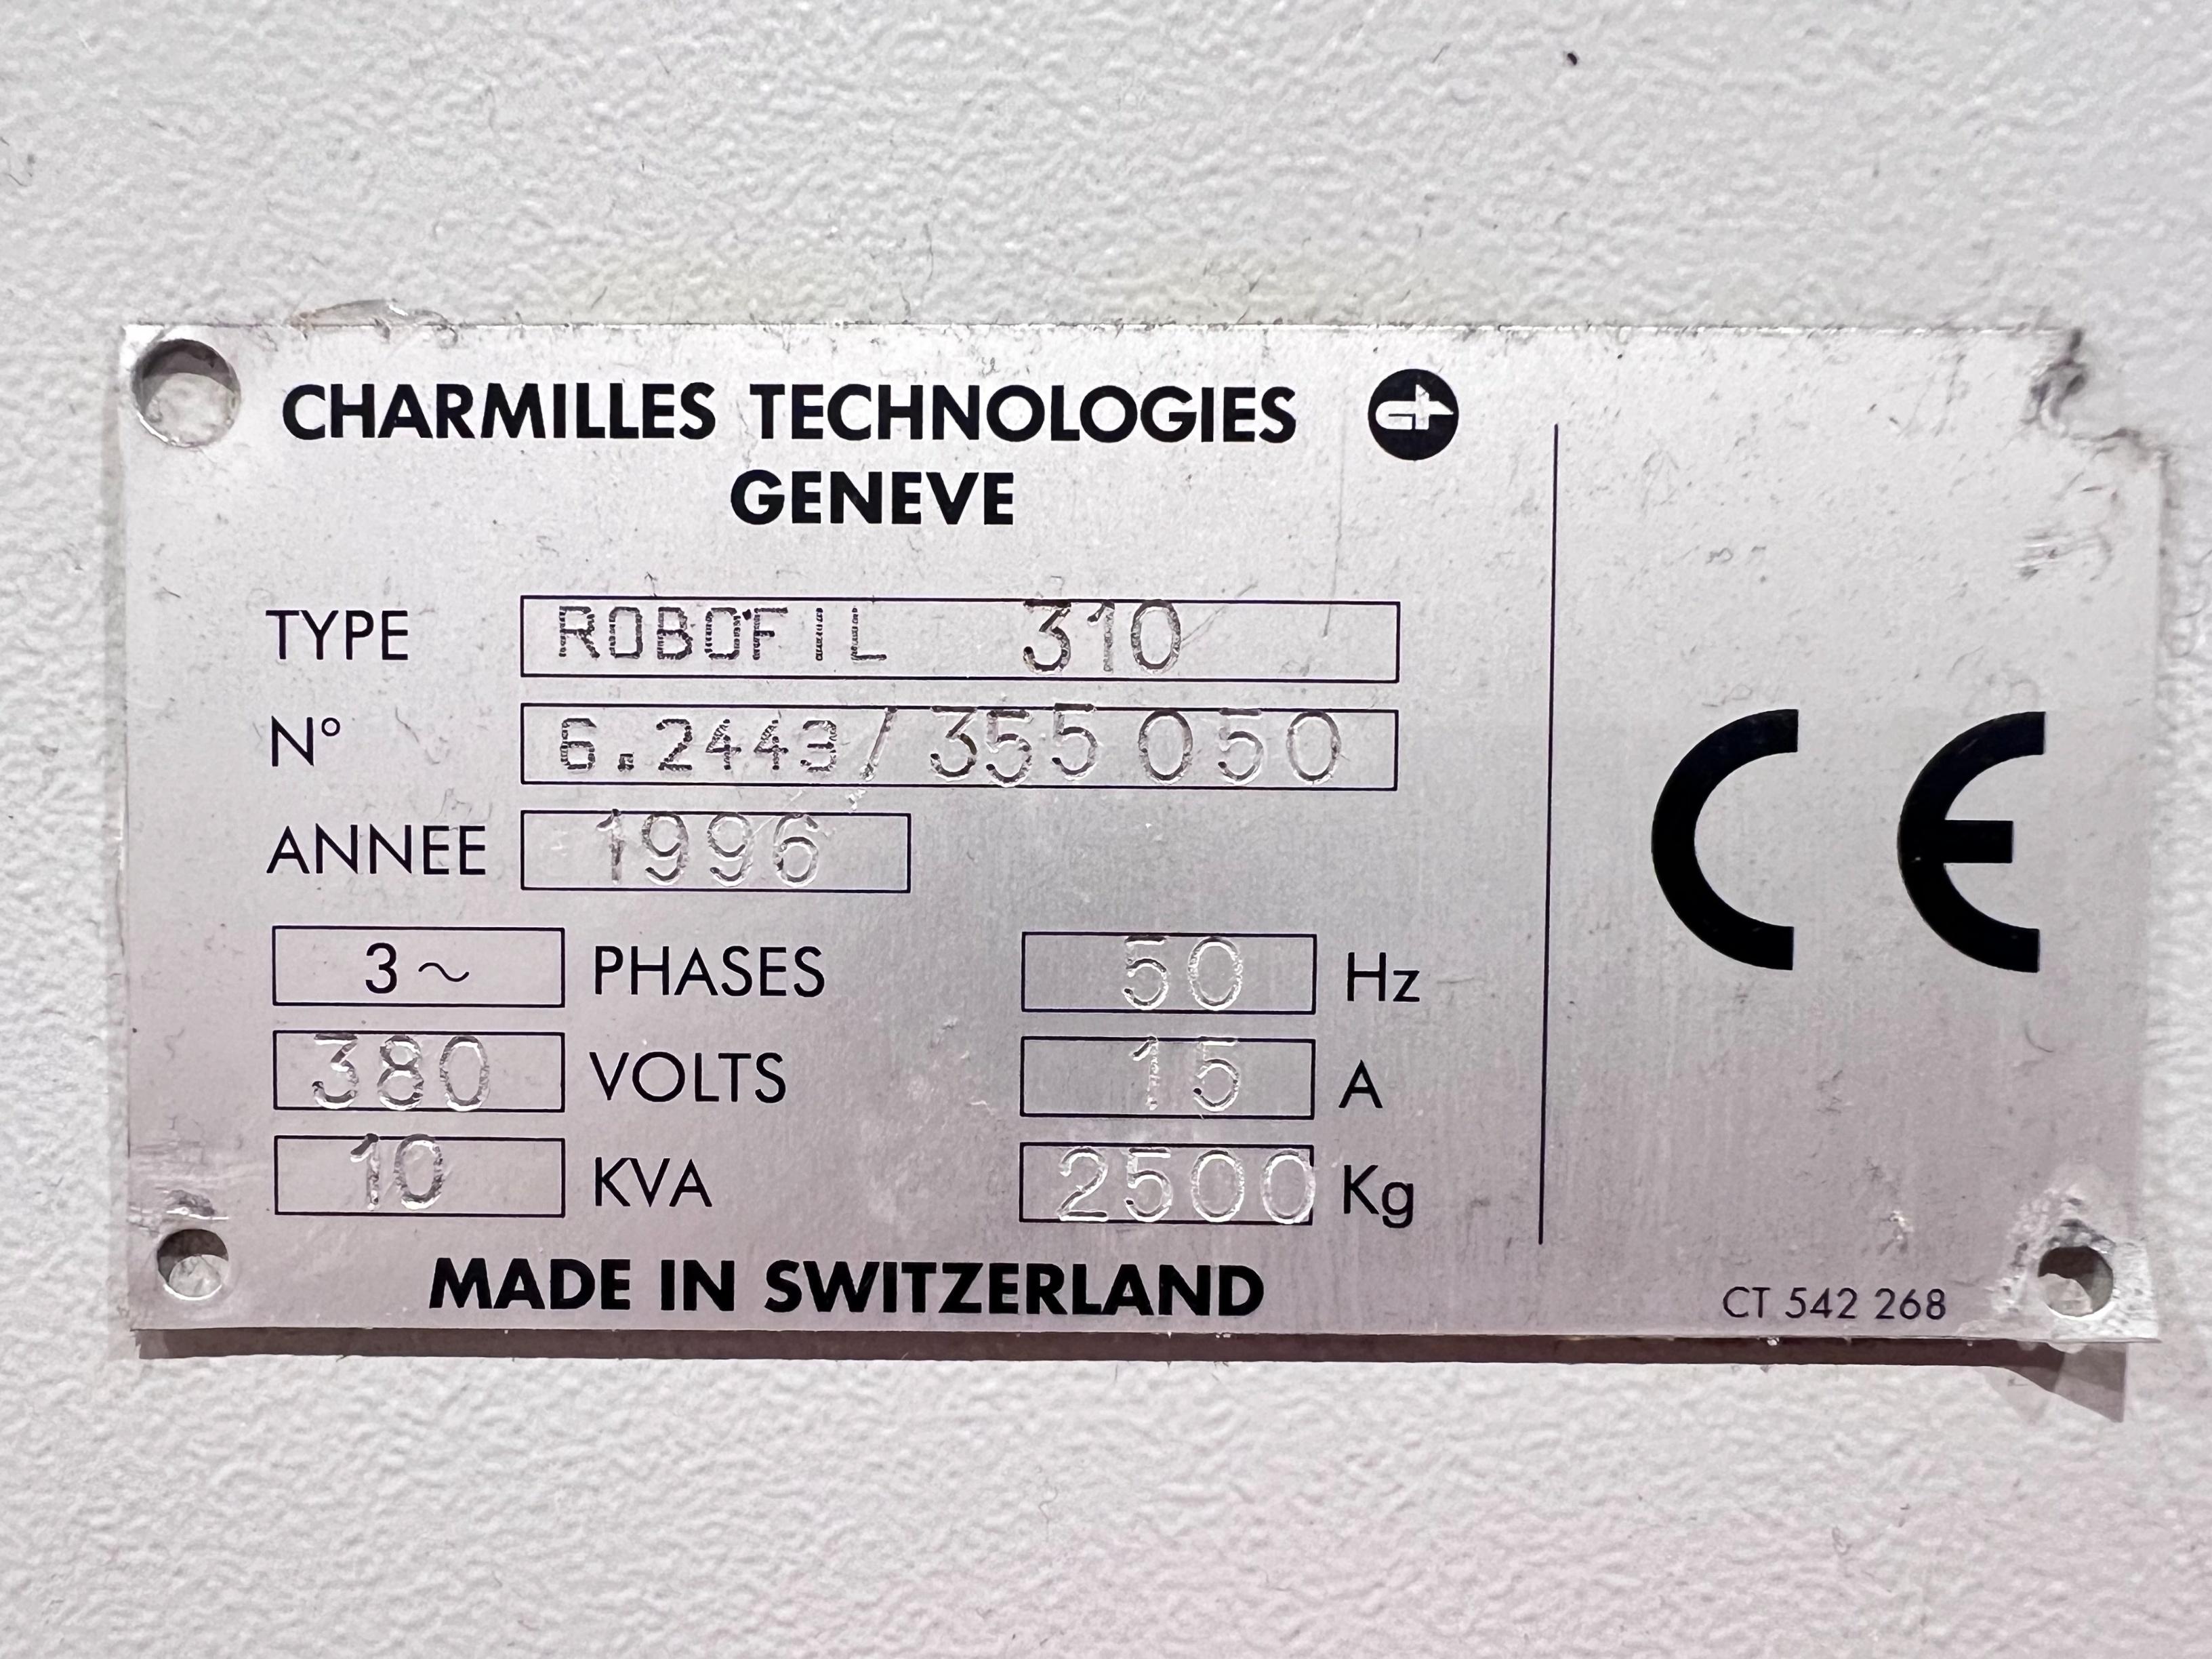 CHARMILLES TECHNOLOGIES
GENEVE
TYPE ROBOFIL 310
N° 6.2443/355050
ANNEE 1996
3~ PHASES 50 Hz
380 VOLTS 15 A
10 KVA 2500 Kg
MADE IN SWITZERLAND
CE
CT 542 268